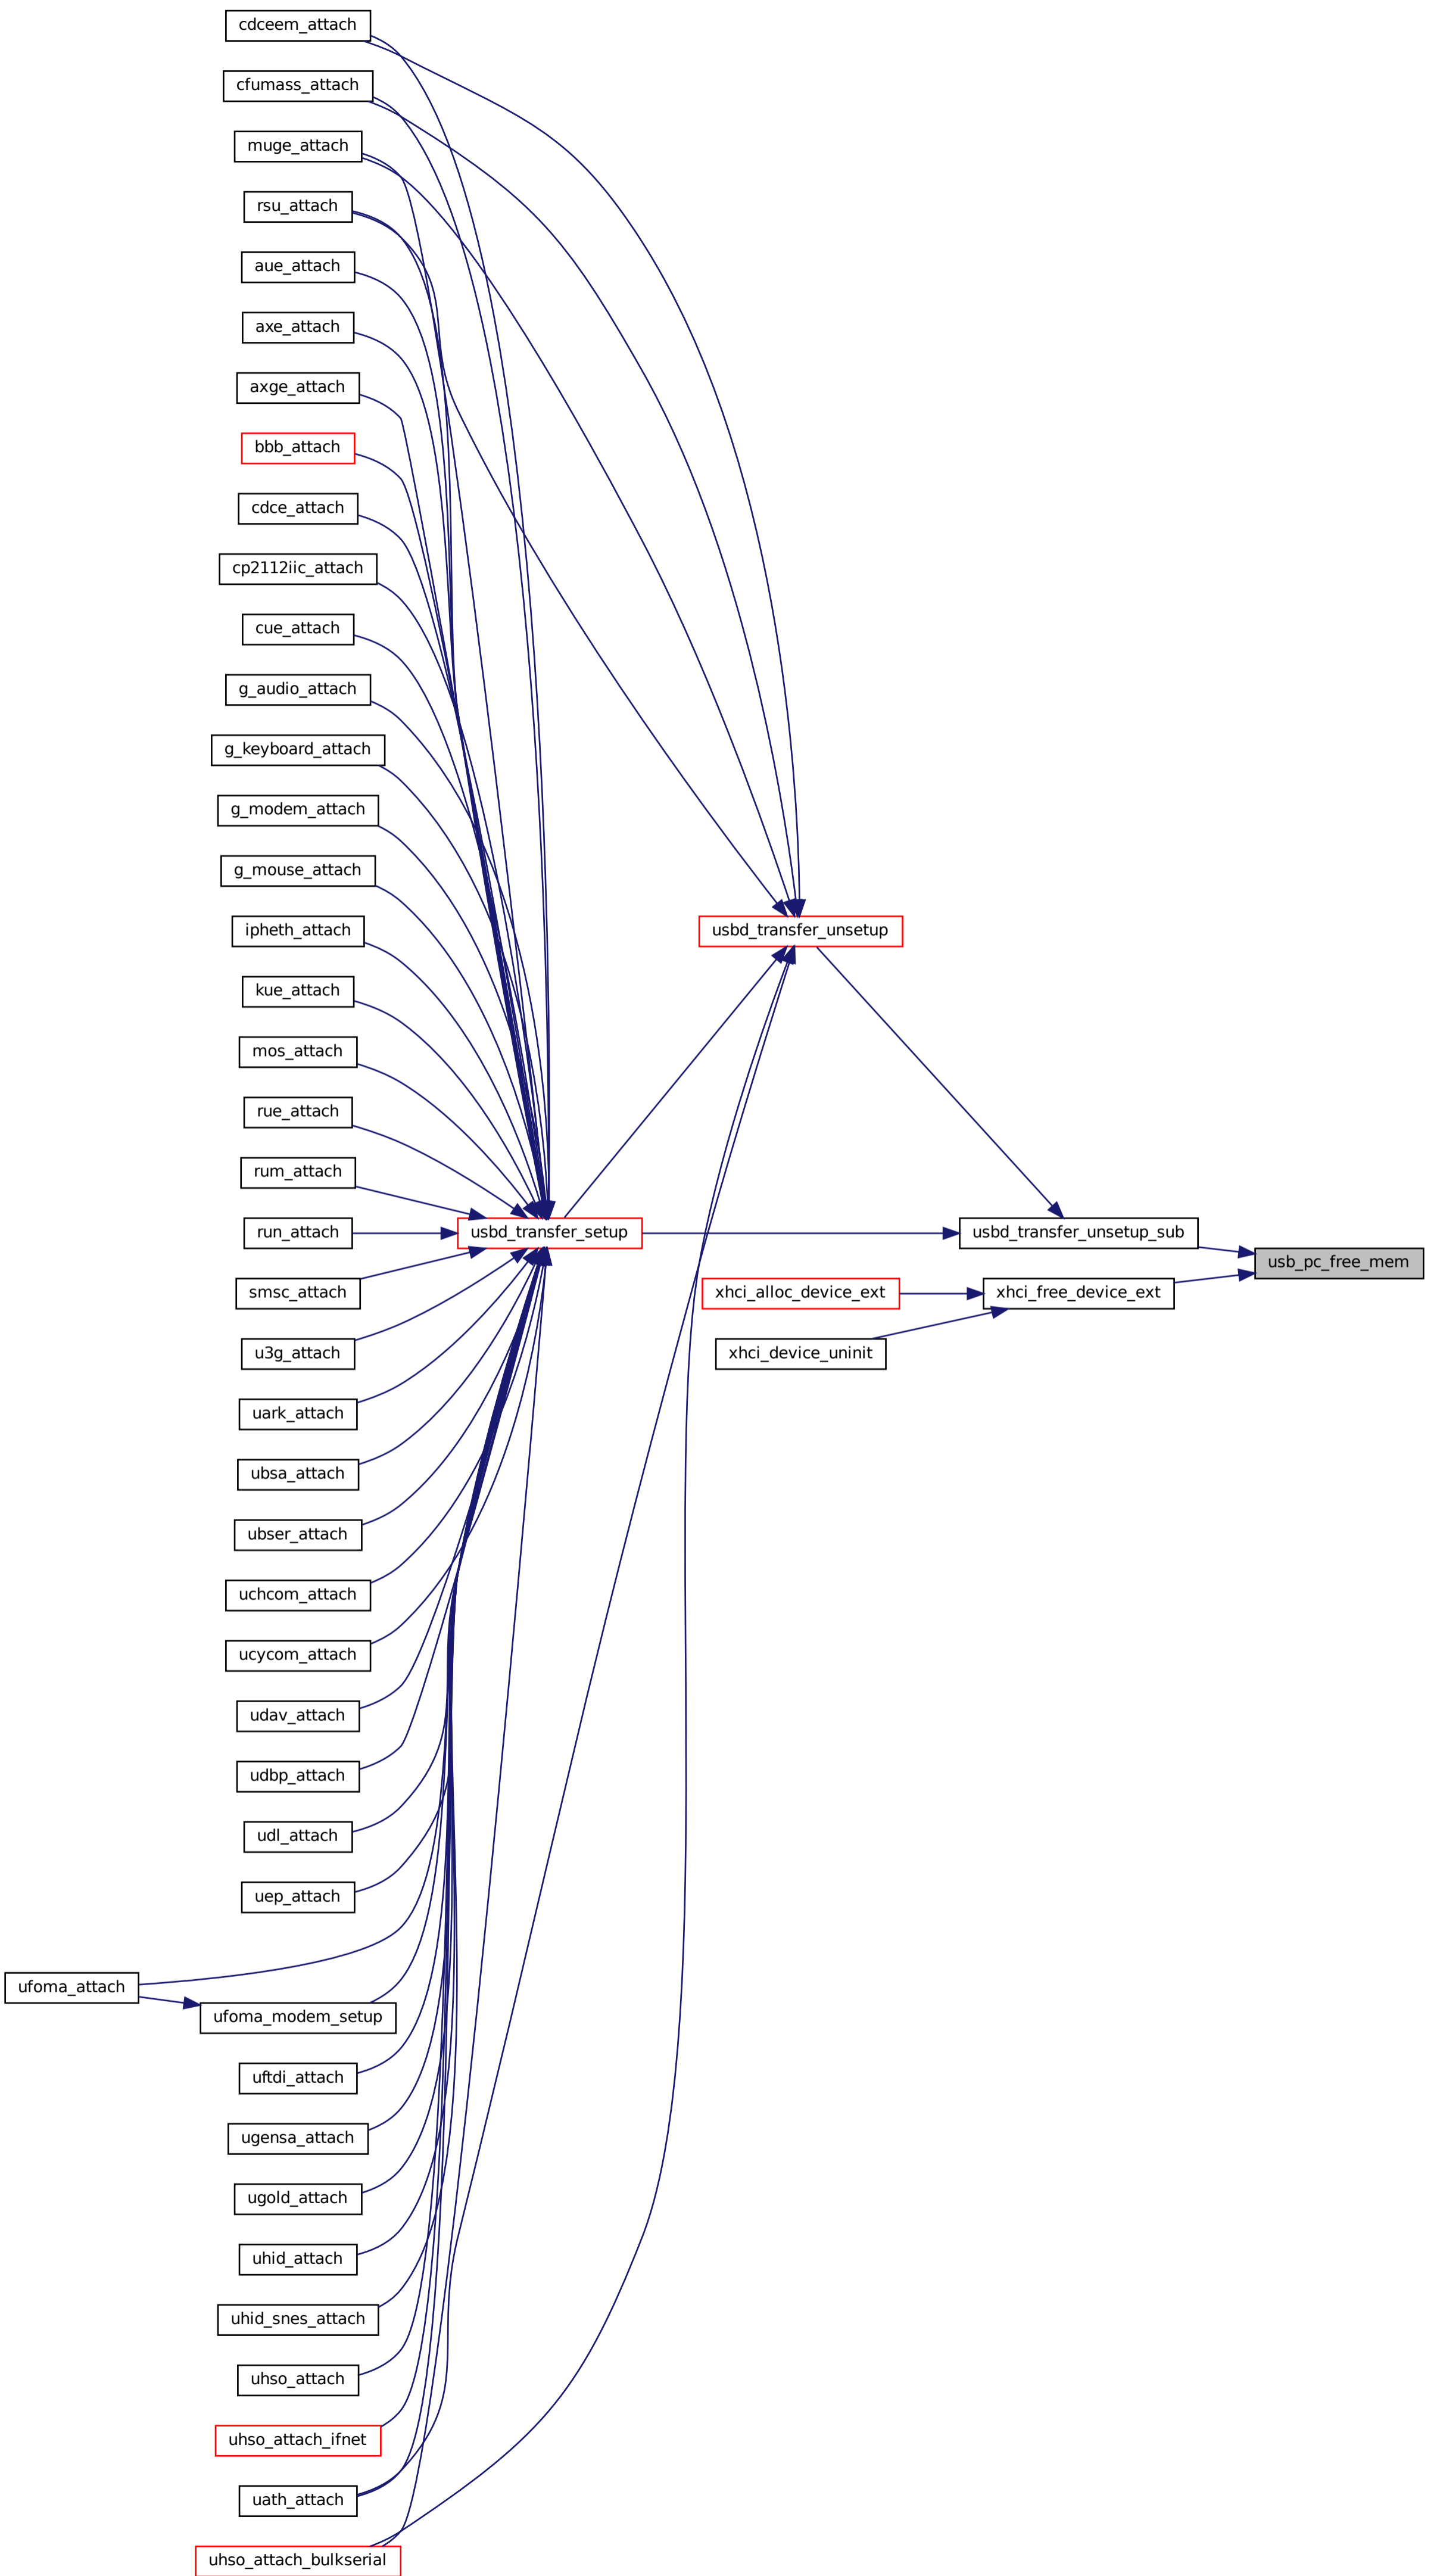 cdceem_attach
cfumass_attach
muge_attach
rsu_attach
aue_attach
axe_attach
axge_attach
bbb_attach
cdce_attach
cp2112iic_attach
cue_attach
g_audio_attach
g_keyboard_attach
g_modem_attach
g_mouse_attach
ipheth_attach
usbd_transfer_unsetup
kue_attach
mos_attach
rue_attach
rum_attach
run_attach
usbd_transfer_setup
usbd_transfer_unsetup_sub
usb_pc_free_mem
smsc_attach
xhci_alloc_device_ext
xhci_free_device_ext
u3g_attach
xhci_device_uninit
uark_attach
ubsa_attach
ubser_attach
uchcom_attach
ucycom_attach
udav_attach
udbp_attach
udl_attach
uep_attach
ufoma_attach
ufoma_modem_setup
uftdi_attach
ugensa_attach
ugold_attach
uhid_attach
uhid_snes_attach
uhso_attach
uhso_attach_ifnet
uath_attach
uhso_attach_bulkserial